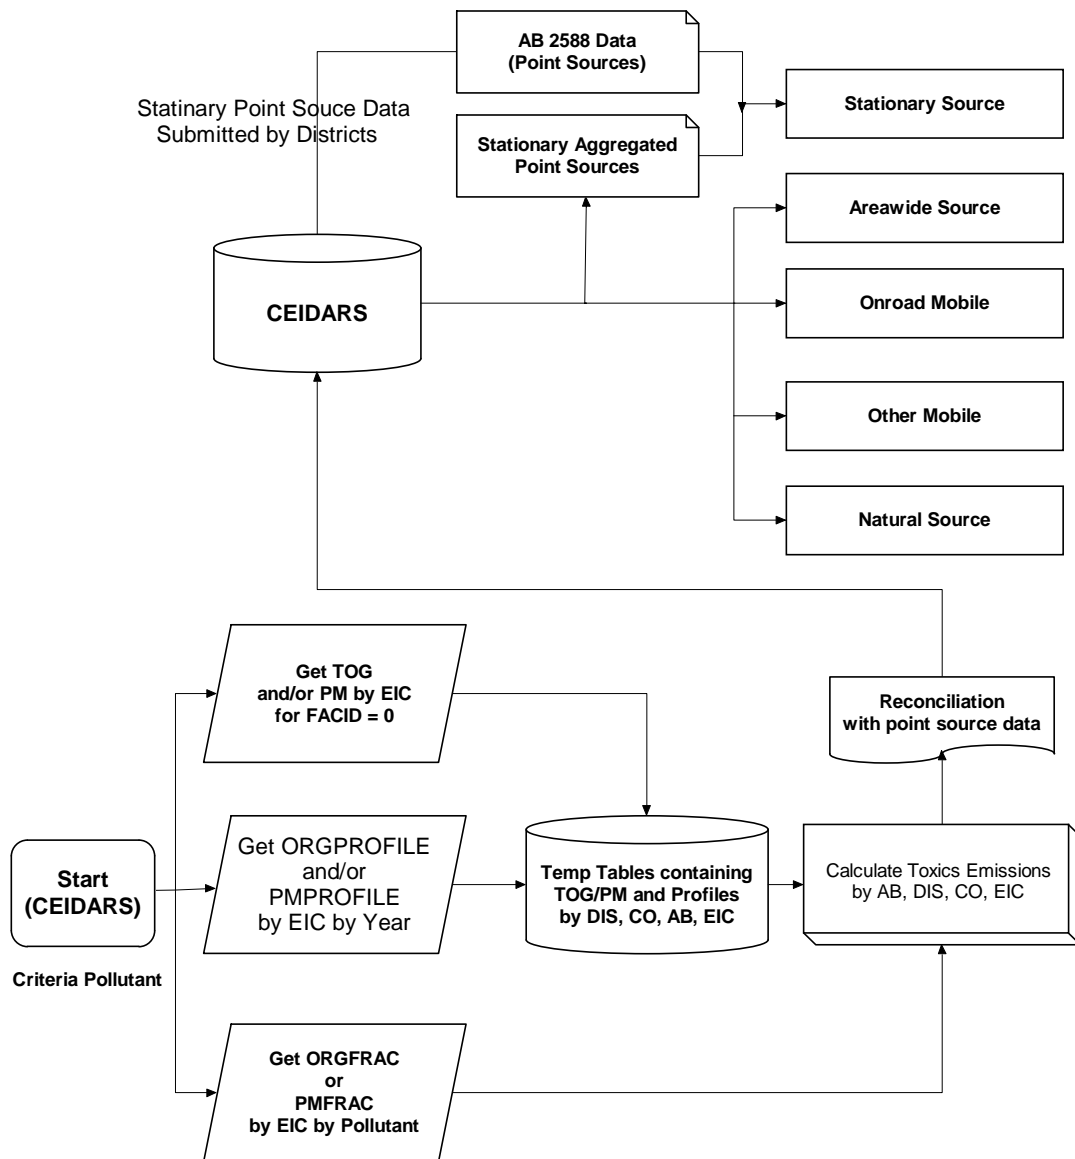 AB 2588 Data
(Point Sources)
Stationary Source
Statinary Point Souce Data
Submitted by Districts
Stationary Aggregated
Point Sources
Areawide Source
CEIDARS
Onroad Mobile
Other Mobile
Natural Source
Get TOG
and/or PM by EIC
for FACID = 0
Reconciliation
with point source data
Start
(CEIDARS)
Criteria Pollutant
Get ORGPROFILE
and/or
PMPROFILE
by EIC by Year
Temp Tables containing
TOG/PM and Profiles
by DIS, CO, AB, EIC
Calculate Toxics Emissions
by AB, DIS, CO, EIC
Get ORGFRAC
or
PMFRAC
by EIC by Pollutant